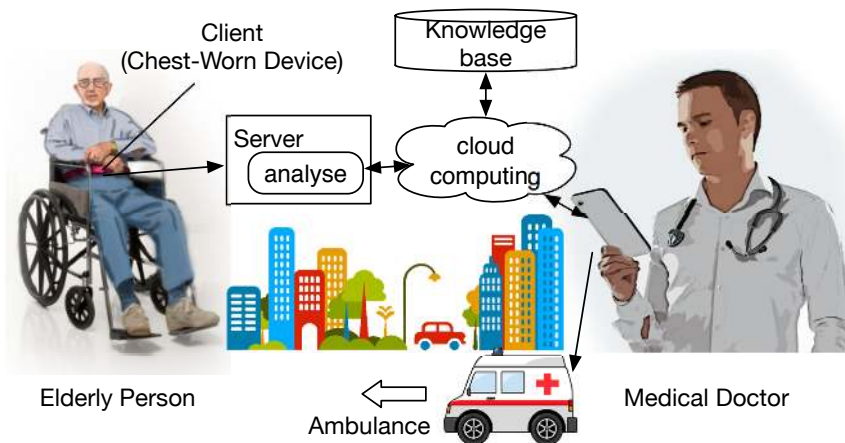 Client
(Chest-Worn Device)
Knowledge
base
Server
analyse
cloud
computing
Elderly Person
Ambulance
Medical Doctor